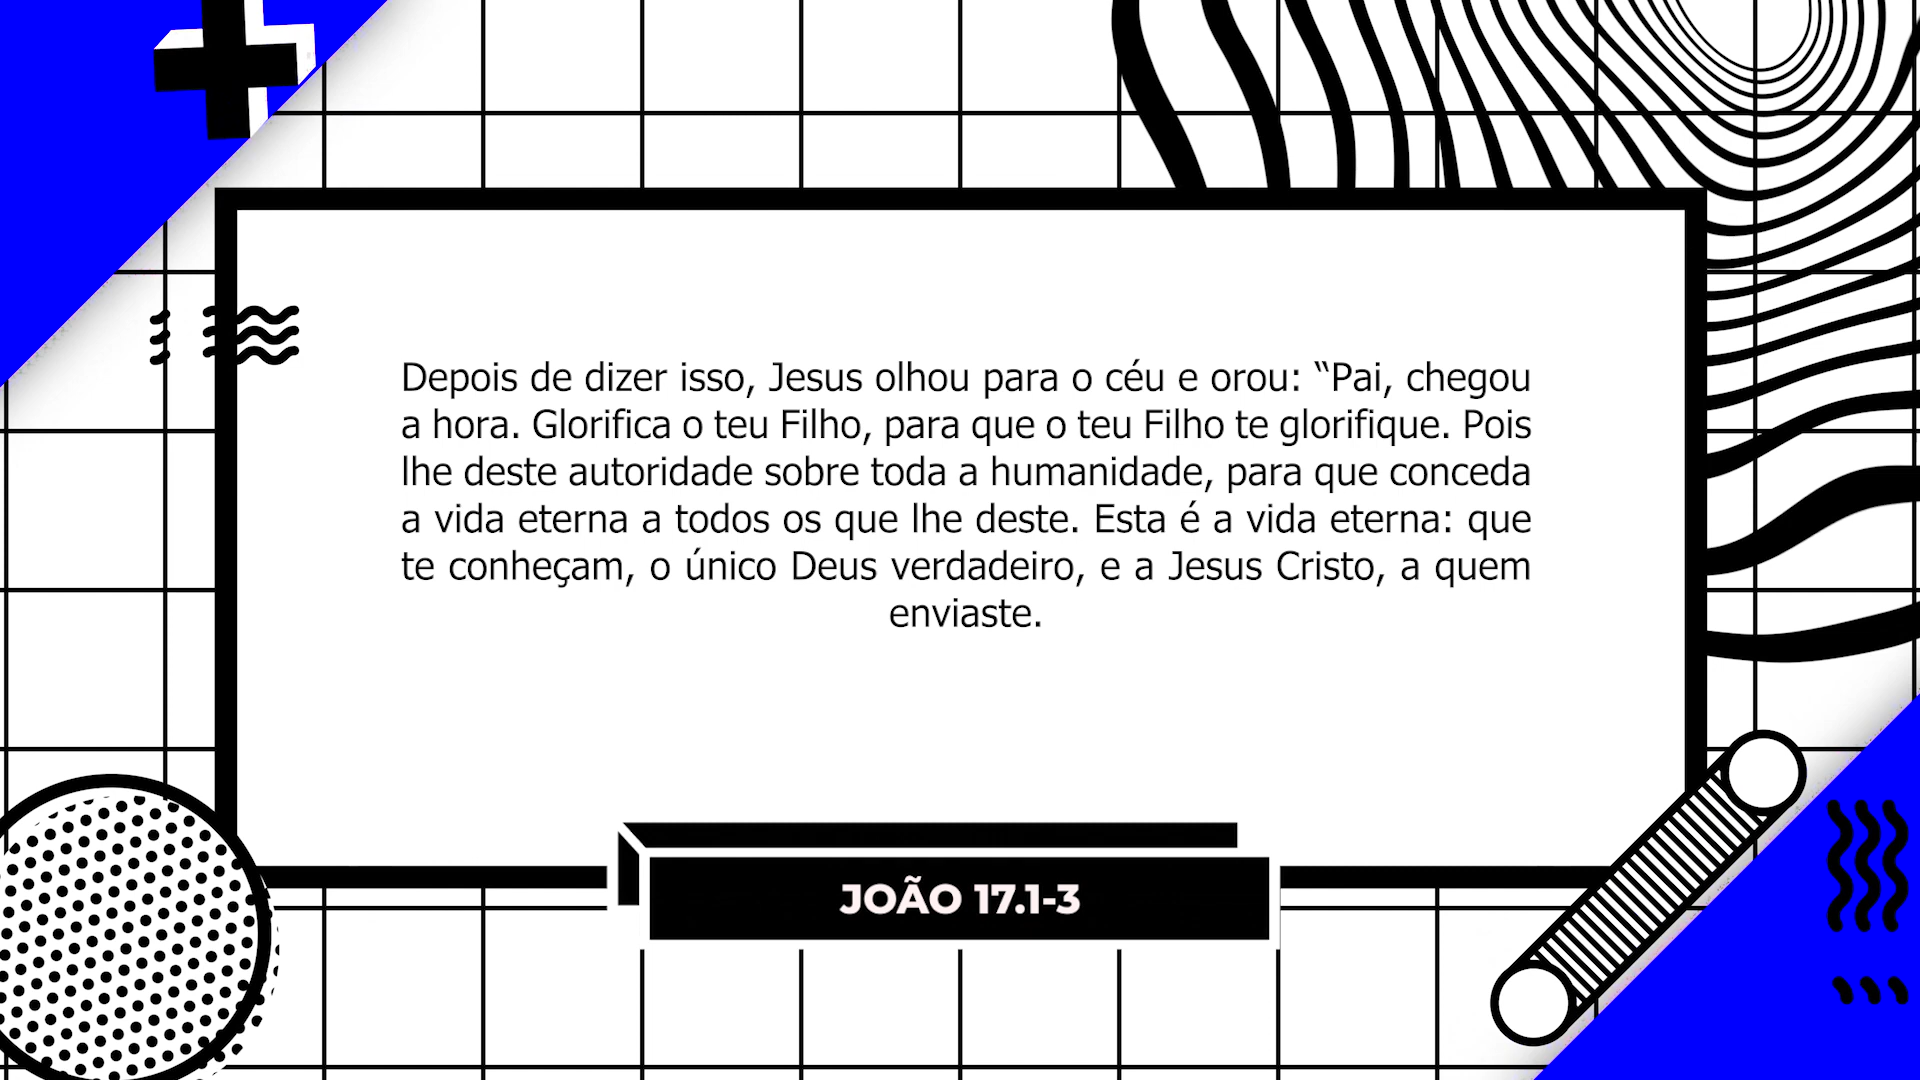 Depois de dizer isso, Jesus olhou para o céu e orou: “Pai, chegou
a hora. Glorifica o teu Filho, para que o teu Filho te glorifique. Pois
lhe deste autoridade sobre toda a humanidade, para que conceda
a vida eterna a todos os que lhe deste. Esta é a vida eterna: que
te conheçam, o único Deus verdadeiro, e a Jesus Cristo, a quem
enviaste.
JOÃO 17.1-3